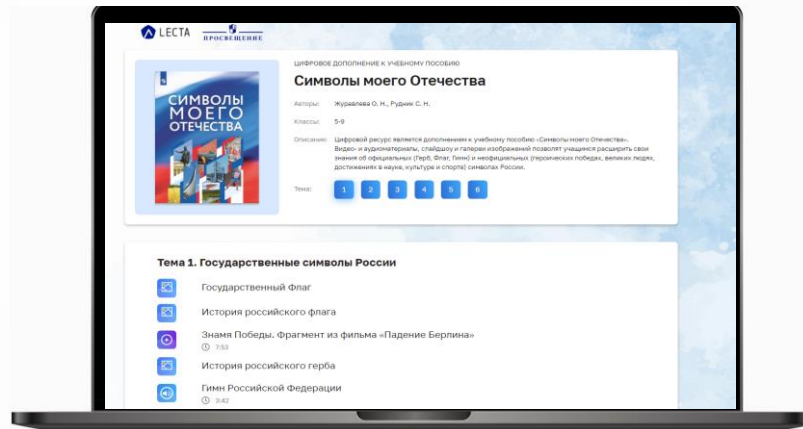 LECTA ПРОСВЕЩЕНИЕ
ЦИФРОВОЕ ДОПОЛНЕНИЕ К УЧЕБНОМУ ПОСОБИЮ
Символы моего Отечества
Авторы: Журавлева О. Н., Рудник С. Н.
Классы: 5-9
Описание: Цифровой ресурс является дополнением к учебному пособию «Символы моего Отечества».
Видео- и аудиоматериалы, слайдшоу и галереи изображений позволят учащимся расширить свои
знания об официальных (Герб, Флаг, Гимн) и неофициальных (героических победах, великих людях,
достижениях в науке, культуре и спорте) символах России.
Тема: 1 2 3 4 5 6
СИМВОЛЫ
МОЕГО
ОТЕЧЕСТВА
Тема 1. Государственные символы России
Государственный флаг
История российского флага
Знамя Победы. Фрагмент из фильма «Падение Берлина»
7:53
История российского герба
Гимн Российской Федерации
3:42